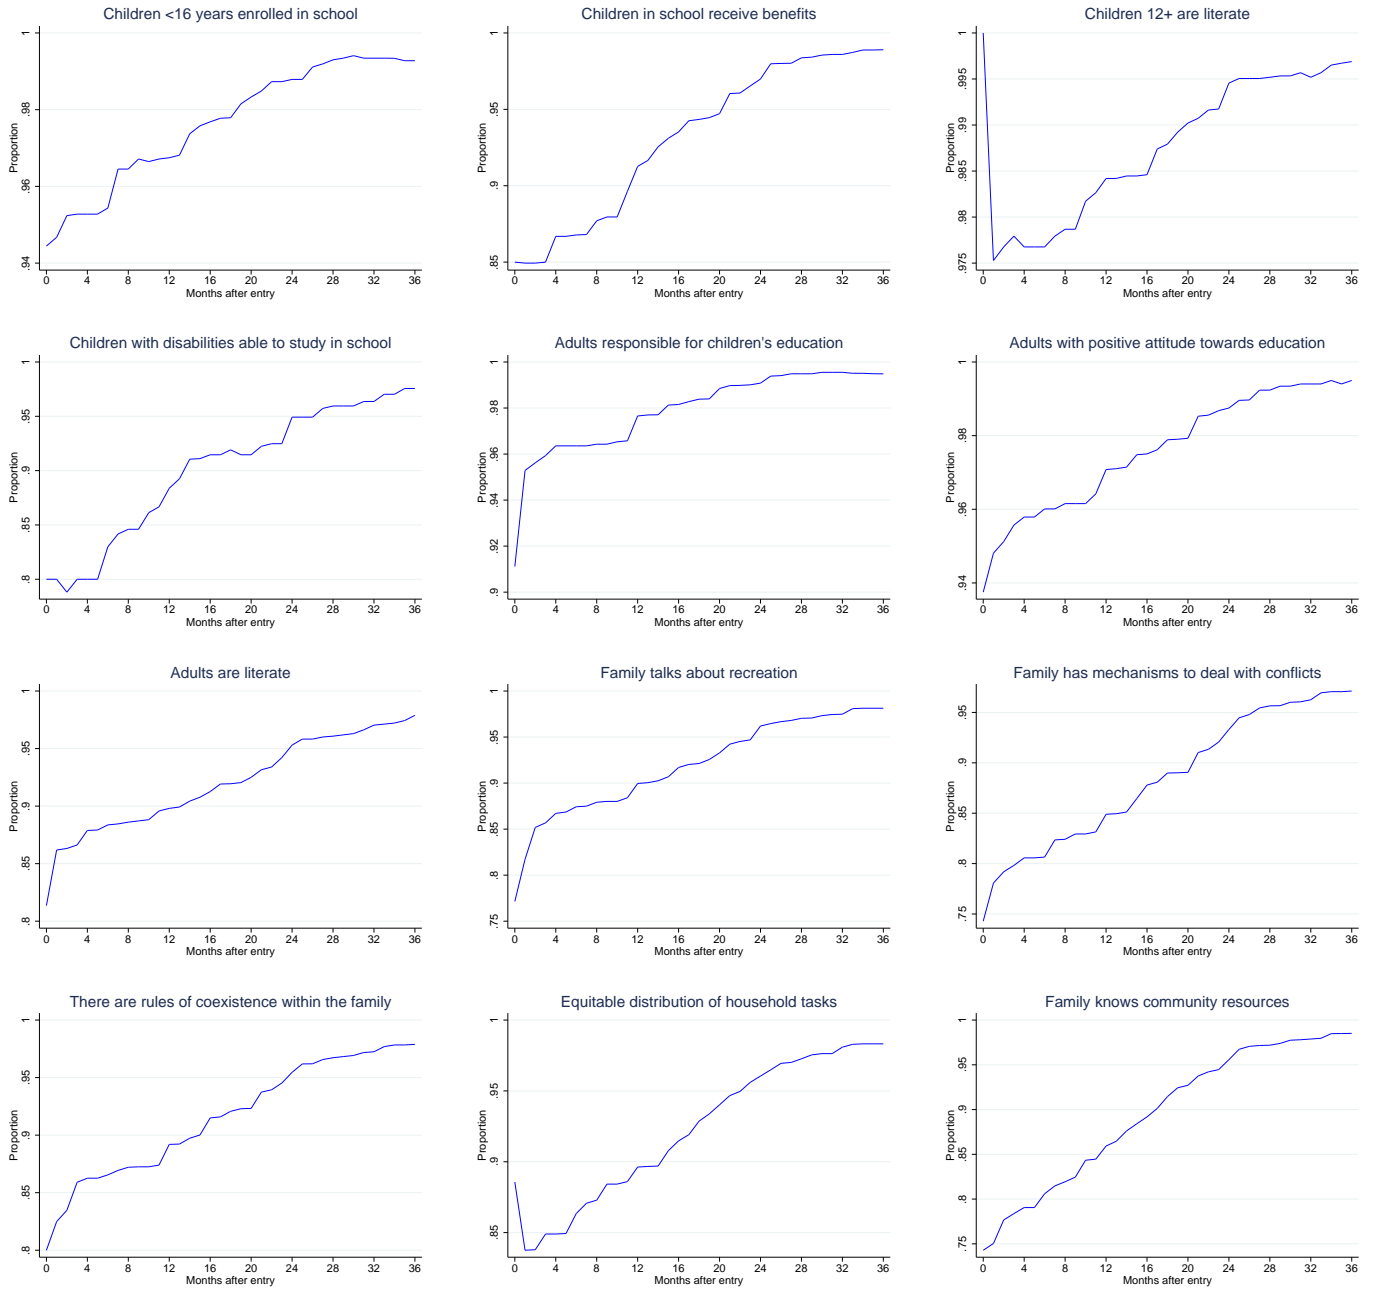 Children <16 years enrolled in school
Proportion
.94 .96 .98 1
0 4 8 12 16 20 24 28 32 36
Months after entry
Children in school receive benefits
Proportion
.85 .9 .95 1
0 4 8 12 16 20 24 28 32 36
Months after entry
Children 12+ are literate
Proportion
.975 .98 .985 .99 .995 1
0 4 8 12 16 20 24 28 32 36
Months after entry
Children with disabilities able to study in school
Proportion
.8 .85 .9 .95 1
0 4 8 12 16 20 24 28 32 36
Months after entry
Adults responsible for children's education
Proportion
.9 .92 .94 .96 .98 1
0 4 8 12 16 20 24 28 32 36
Months after entry
Adults with positive attitude towards education
Proportion
.94 .96 .98 1
0 4 8 12 16 20 24 28 32 36
Months after entry
Adults are literate
Proportion
.8 .85 .9 .95 1
0 4 8 12 16 20 24 28 32 36
Months after entry
Family talks about recreation
Proportion
.75 .8 .85 .9 .95 1
0 4 8 12 16 20 24 28 32 36
Months after entry
Family has mechanisms to deal with conflicts
Proportion
.75 .8 .85 .9 .95
0 4 8 12 16 20 24 28 32 36
Months after entry
There are rules of coexistence within the family
Proportion
.8 .85 .9 .95 1
0 4 8 12 16 20 24 28 32 36
Months after entry
Equitable distribution of household tasks
Proportion
.85 .9 .95 1
0 4 8 12 16 20 24 28 32 36
Months after entry
Family knows community resources
Proportion
.75 .8 .85 .9 .95 1
0 4 8 12 16 20 24 28 32 36
Months after entry